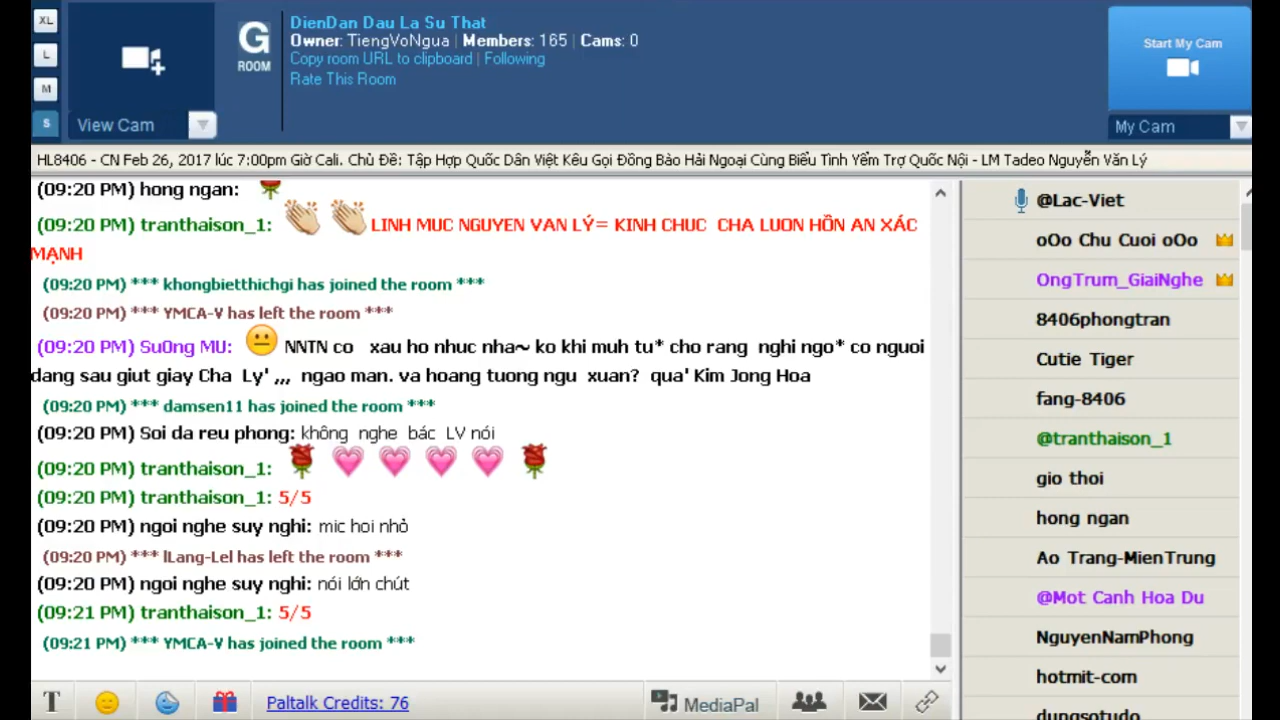 XL
L
M
S
View Cam
G
ROOM
DienDan Dau La Su That
Owner: TiengVoNgua | Members: 165 | Cams: 0
Copy room URL to clipboard | Following
Rate This Room
Start My Cam
My Cam
HL8406 - CN Feb 26, 2017 lúc 7:00pm Giờ Cali. Chủ Đề: Tập Hợp Quốc Dân Việt Kêu Gọi Đồng Bào Hải Ngoại Cùng Biểu Tình Yểm Trợ Quốc Nội - LM Tadeo Nguyễn Văn Lý
(09:20 PM) hong ngan:
(09:20 PM) tranthaison_1: LINH MUC NGUYEN VAN LÝ= KINH CHUC CHA LUON HỒN AN XÁC
MẠNH
(09:20 PM) *** khongbietthichgi has joined the room ***
(09:20 PM) *** YMCA-V has left the room ***
(09:20 PM) Su0ng MU: NNTN co xau ho nhuc nha~ ko khi muh tu* cho rang nghi ngo* co nguoi
dang sau giut giay Cha Ly' ,,, ngao man. va hoang tuong ngu xuan? qua' Kim Jong Hoa
(09:20 PM) *** damsen11 has joined the room ***
(09:20 PM) Soi da reu phong: không nghe bác LV nói
(09:20 PM) tranthaison_1:
(09:20 PM) tranthaison_1: 5/5
(09:20 PM) ngoi nghe suy nghi: mic hoi nhỏ
(09:20 PM) *** lLang-Lel has left the room ***
(09:20 PM) ngoi nghe suy nghi: nói lớn chút
(09:21 PM) tranthaison_1: 5/5
(09:21 PM) *** YMCA-V has joined the room ***
@Lac-Viet
oOo Chu Cuoi oOo
OngTrum_GiaiNghe
8406phongtran
Cutie Tiger
fang-8406
@tranthaison_1
gio thoi
hong ngan
Ao Trang-MienTrung
@Mot Canh Hoa Du
NguyenNamPhong
hotmit-com
dungsotudo
T
Paltalk Credits: 76
MediaPal